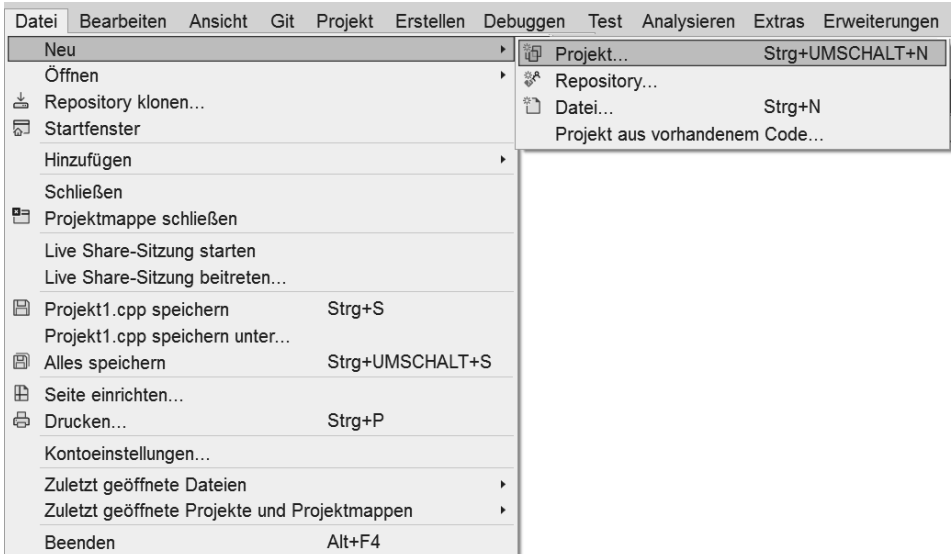 Datei Bearbeiten Ansicht Git Projekt Erstellen Debuggen Test Analysieren Extras Erweiterungen
Neu
Öffnen
Repository klonen...
Startfenster
Hinzufügen
Schließen
Projektmappe schließen
Live Share-Sitzung starten
Live Share-Sitzung beitreten...
Projekt1.cpp speichern Strg+S
Projekt1.cpp speichern unter...
Alles speichern Strg+UMSCHALT+S
Seite einrichten...
Drucken... Strg+P
Kontoeinstellungen...
Zuletzt geöffnete Dateien
Zuletzt geöffnete Projekte und Projektmappen
Beenden Alt+F4
Projekt... Strg+UMSCHALT+N
Repository...
Datei... Strg+N
Projekt aus vorhandenem Code...